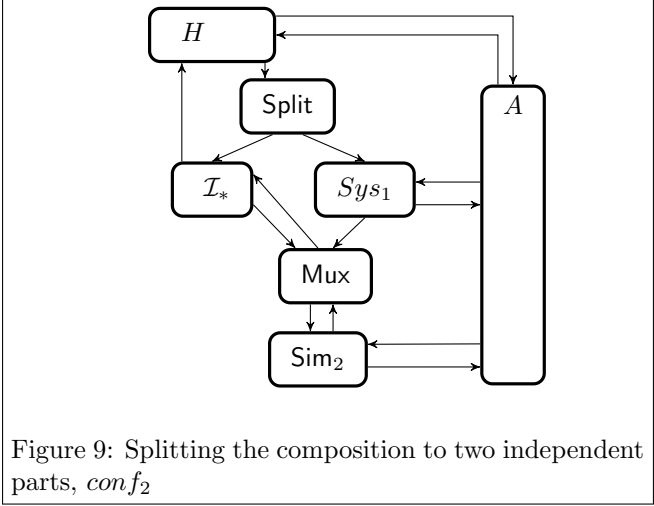 H
A
Split
𝓘∗
Sys₁
Mux
Sim₂
Figure 9: Splitting the composition to two independent
parts, conf₂